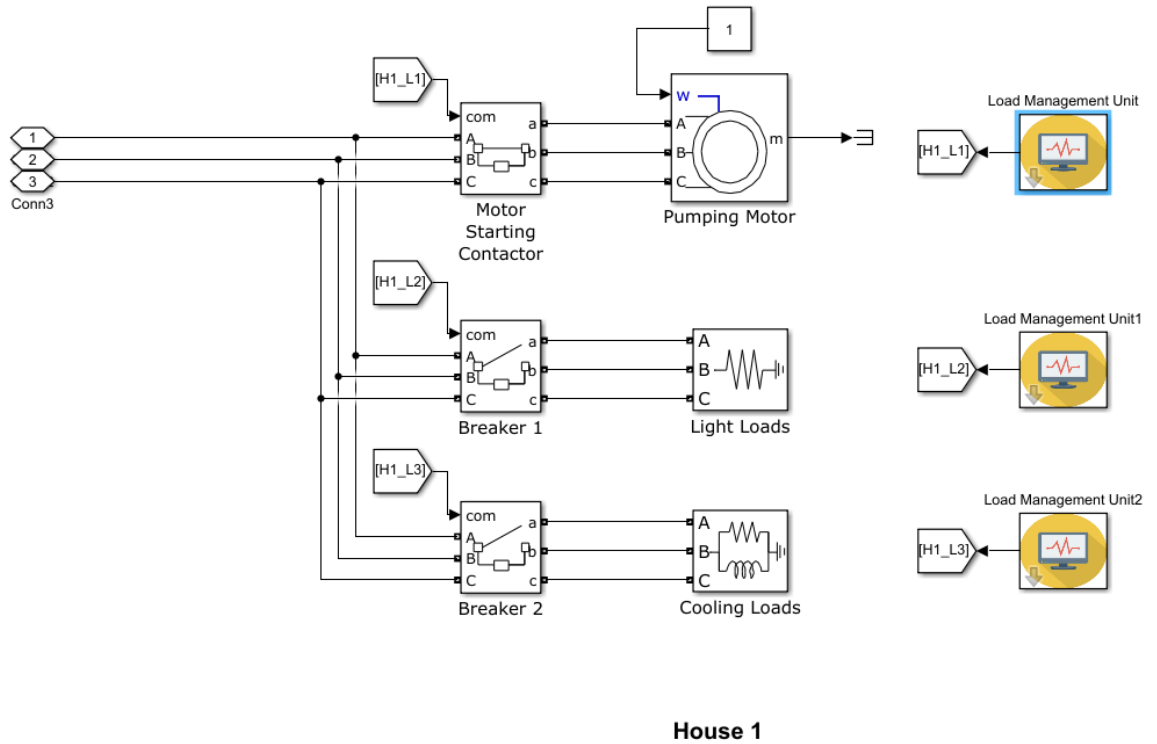 1
[H1_L1]
w
Load Management Unit
com
A
a
A
1
B
b
B
m
[H1_L1]
2
C
c
C
3
Conn3
Motor
Starting
Contactor
Pumping Motor
[H1_L2]
Load Management Unit1
com
A
a
A
B
b
B
[H1_L2]
C
c
C
Breaker 1
Light Loads
[H1_L3]
Load Management Unit2
com
A
a
A
B
b
B
[H1_L3]
C
c
C
Breaker 2
Cooling Loads
House 1